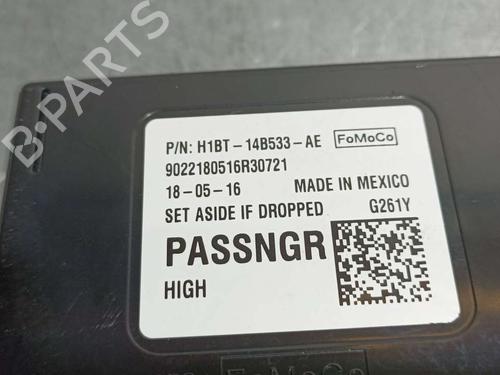 P/N: H1BT-14B533-AE FoMoCo
9022180516R30721
18-05-16 MADE IN MEXICO
SET ASIDE IF DROPPED G261Y
PASSNGR
HIGH
FoMoCo
B-PARTS